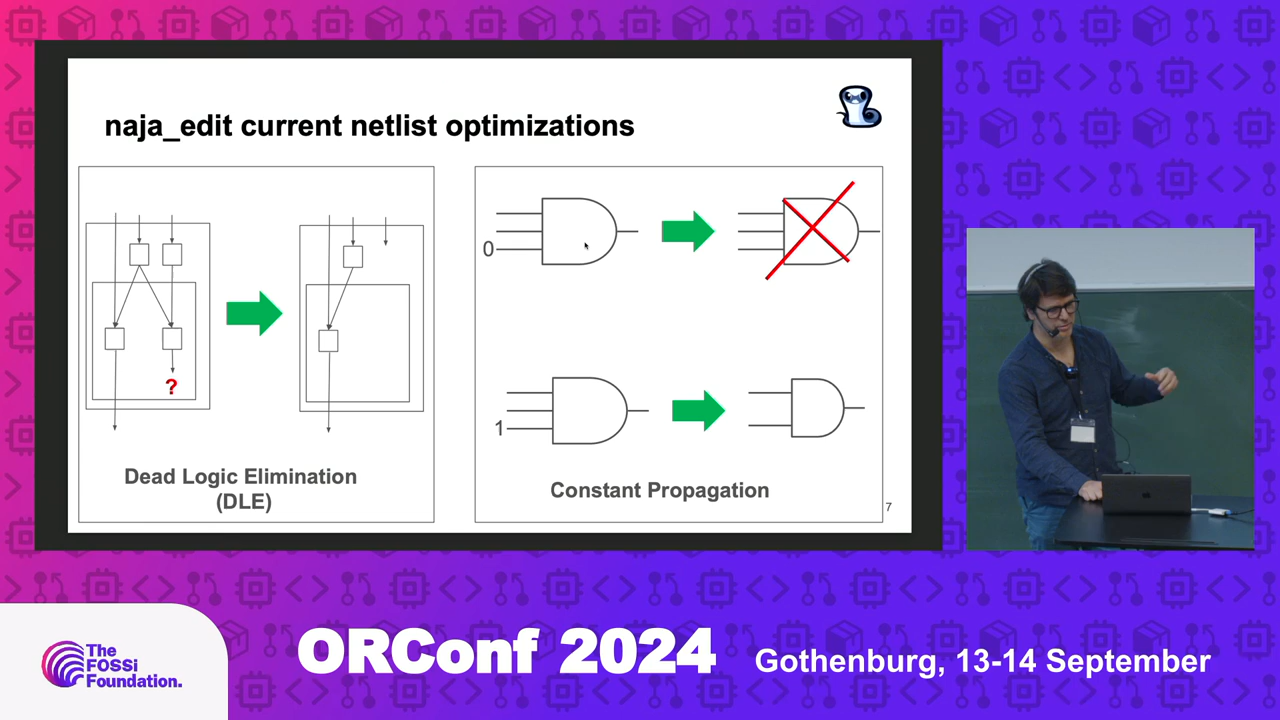 naja_edit current netlist optimizations
?
Dead Logic Elimination
(DLE)
0
1
Constant Propagation
7
The
FOSSi
Foundation.
ORConf 2024
Gothenburg, 13-14 September